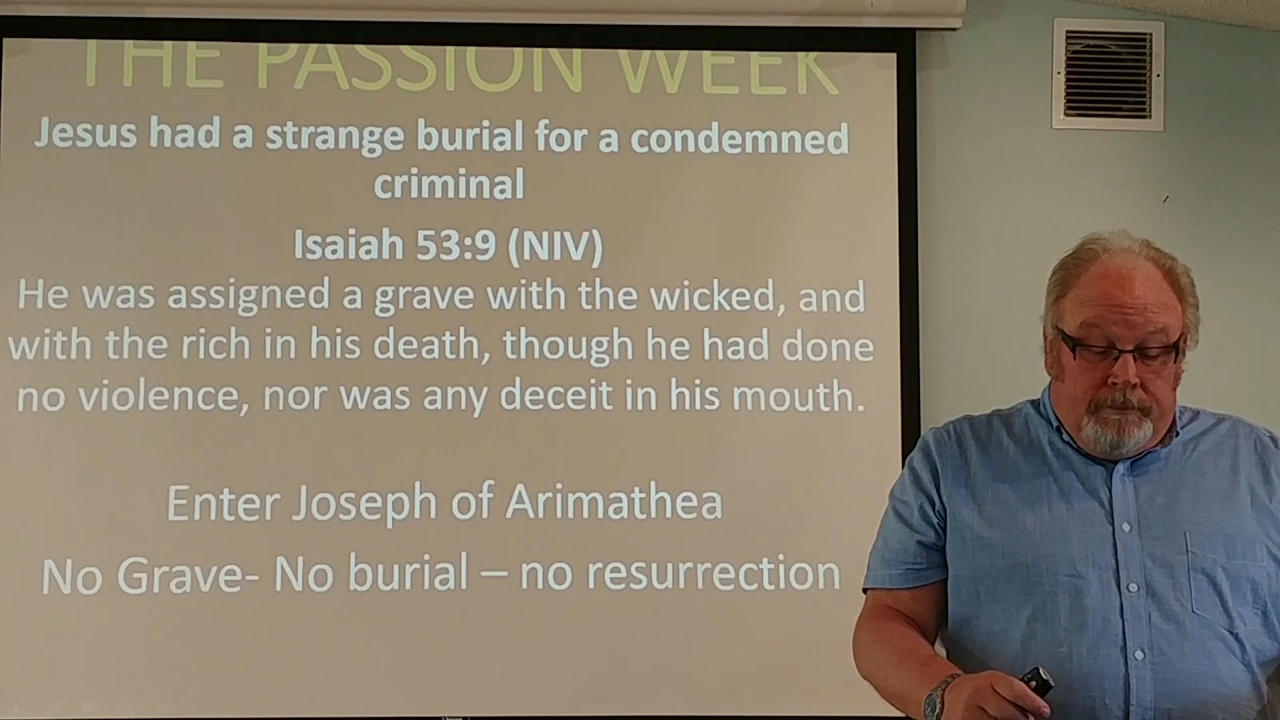 THE PASSION WEEK
Jesus had a strange burial for a condemned
criminal
Isaiah 53:9 (NIV)
He was assigned a grave with the wicked, and
with the rich in his death, though he had done
no violence, nor was any deceit in his mouth.
Enter Joseph of Arimathea
No Grave- No burial – no resurrection